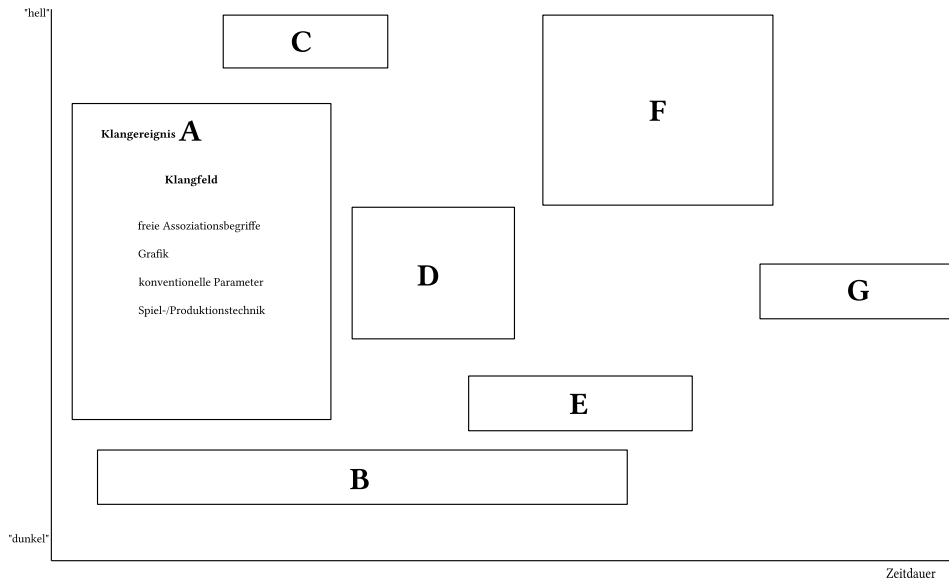 "hell"
C
F
Klangereignis A
Klangfeld
freie Assoziationsbegriffe
Grafik
konventionelle Parameter
Spiel-/Produktionstechnik
D
G
E
B
"dunkel"
Zeitdauer